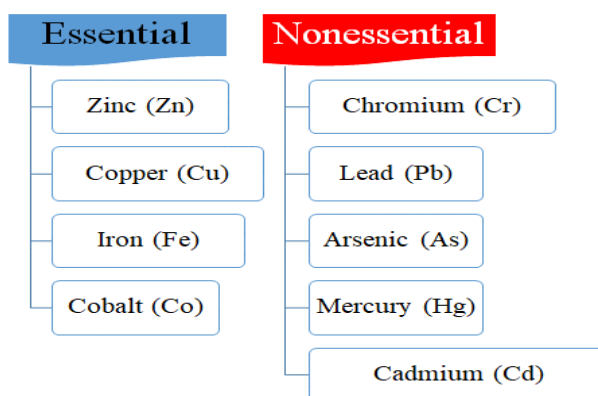 Essential
Zinc (Zn)
Copper (Cu)
Iron (Fe)
Cobalt (Co)
Nonessential
Chromium (Cr)
Lead (Pb)
Arsenic (As)
Mercury (Hg)
Cadmium (Cd)